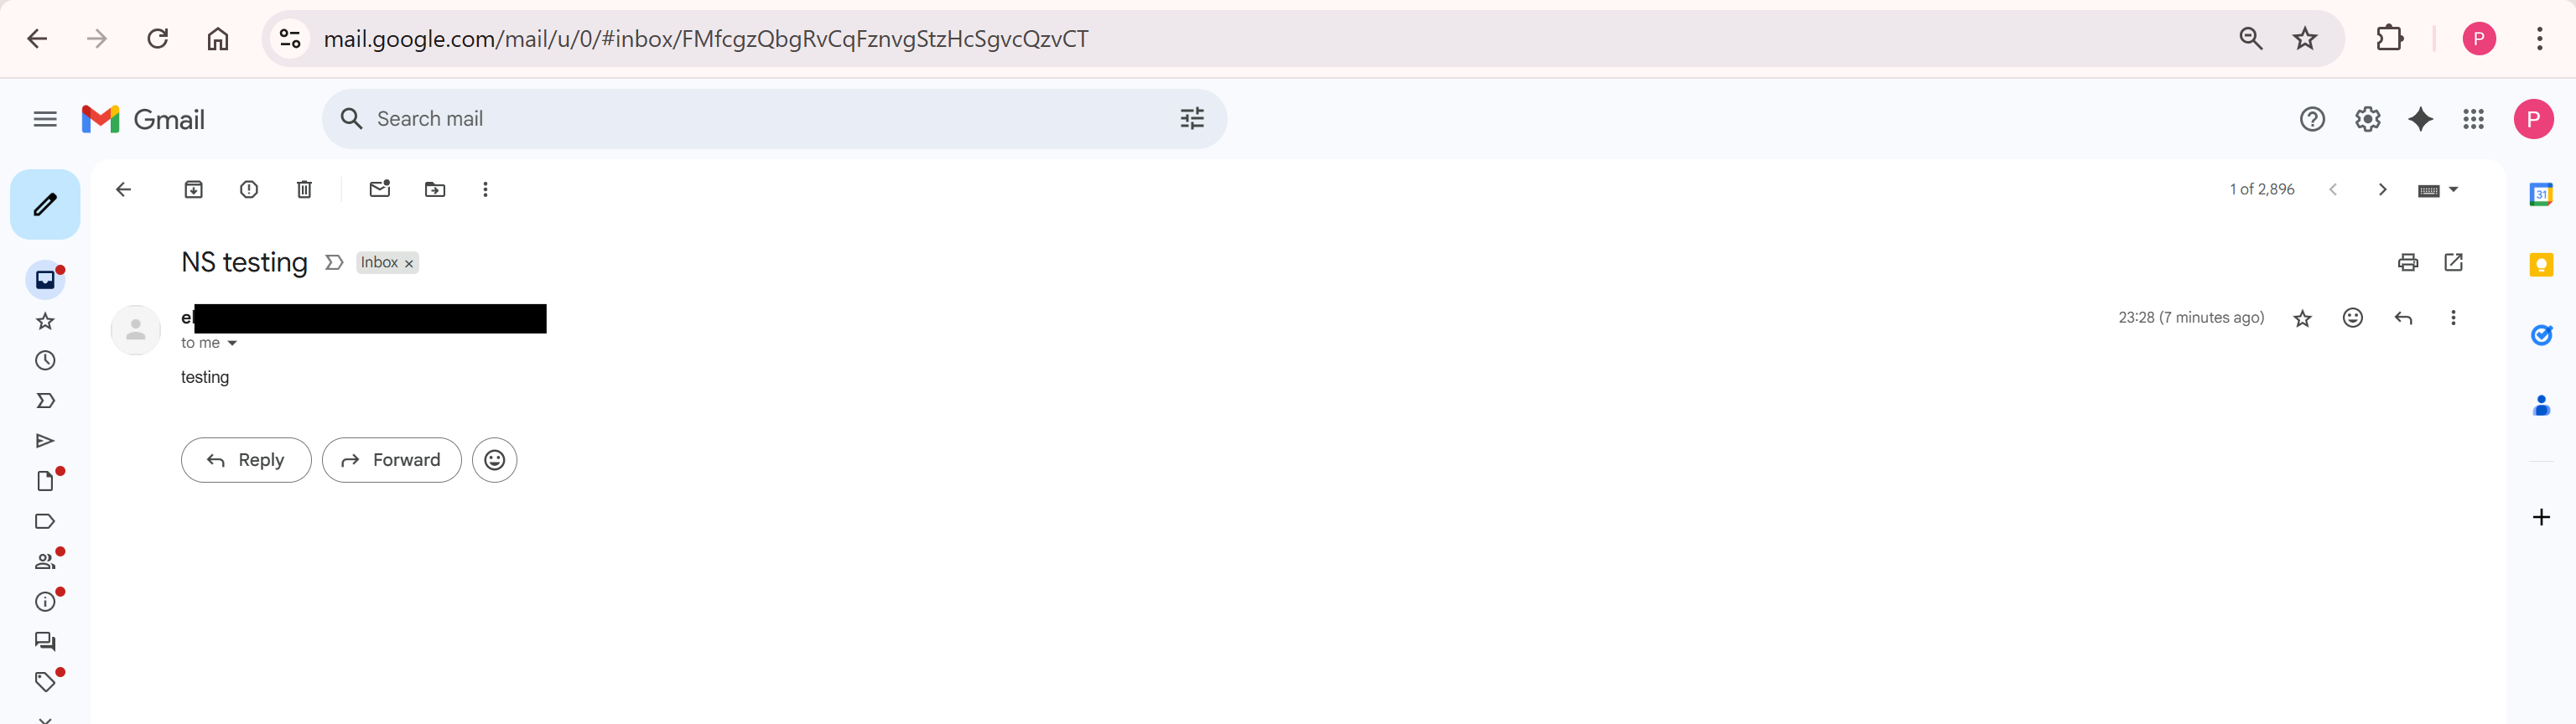 mail.google.com/mail/u/0/#inbox/FMfcgzQbgRvCqFznvgStzHcSgvcQzvCT
P
Gmail
Search mail
P
1 of 2,896
31
NS testing
Inbox ×
23:28 (7 minutes ago)
to me
testing
Reply
Forward